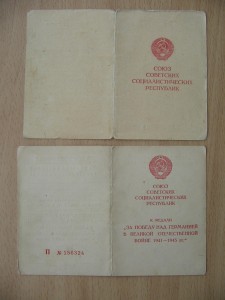 СОЮЗ
СОВЕТСКИХ
СОЦИАЛИСТИЧЕСКИХ
РЕСПУБЛИК
СОЮЗ
СОВЕТСКИХ
СОЦИАЛИСТИЧЕСКИХ
РЕСПУБЛИК
К МЕДАЛИ
„ЗА ПОБЕДУ НАД ГЕРМАНИЕЙ
В ВЕЛИКОЙ ОТЕЧЕСТВЕННОЙ
ВОЙНЕ 1941—1945 гг."
П №